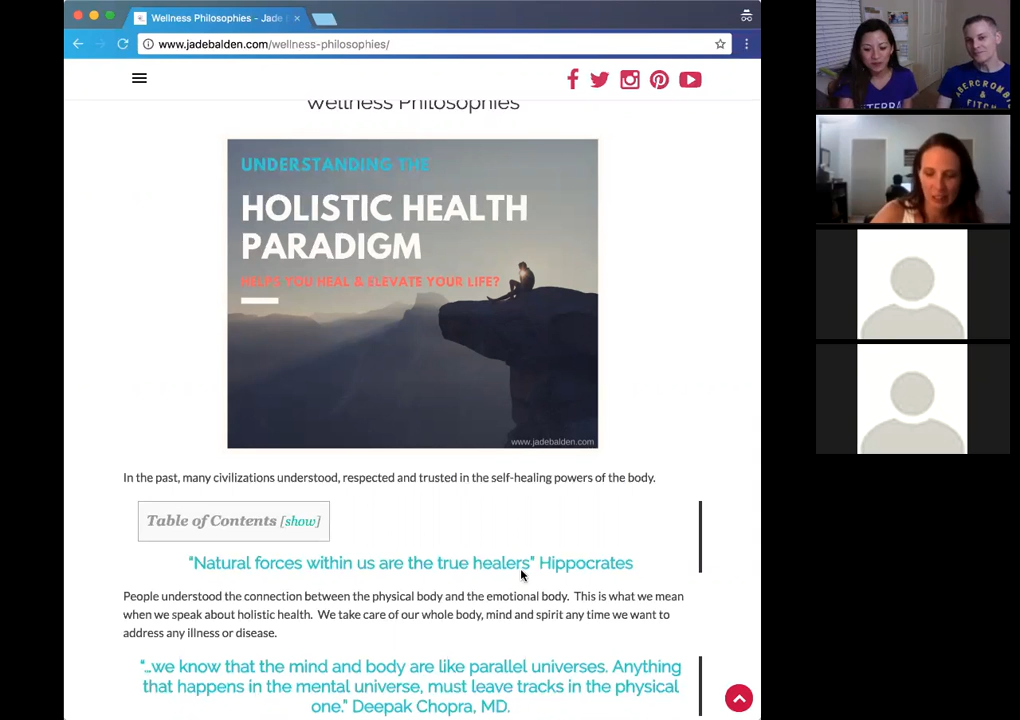 Wellness Philosophies - Jade
www.jadebalden.com/wellness-philosophies/
Wellness Philosophies
UNDERSTANDING THE
HOLISTIC HEALTH
PARADIGM
HELPS YOU HEAL & ELEVATE YOUR LIFE?
www.jadebalden.com
In the past, many civilizations understood, respected and trusted in the self-healing powers of the body.
Table of Contents [show]
"Natural forces within us are the true healers" Hippocrates
People understood the connection between the physical body and the emotional body. This is what we mean
when we speak about holistic health. We take care of our whole body, mind and spirit any time we want to
address any illness or disease.
"…we know that the mind and body are like parallel universes. Anything
that happens in the mental universe, must leave tracks in the physical
one." Deepak Chopra, MD.
ABERCROMBIE
& FITCH